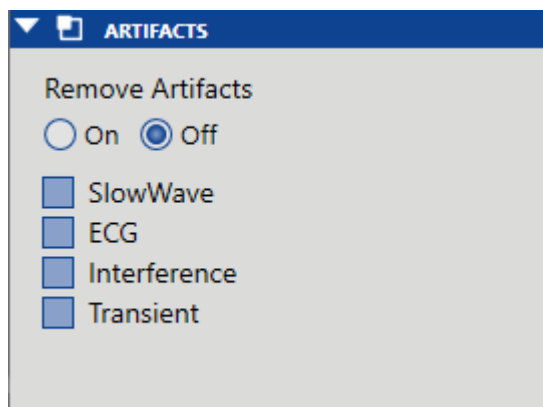 ARTIFACTS
Remove Artifacts
On Off
SlowWave
ECG
Interference
Transient